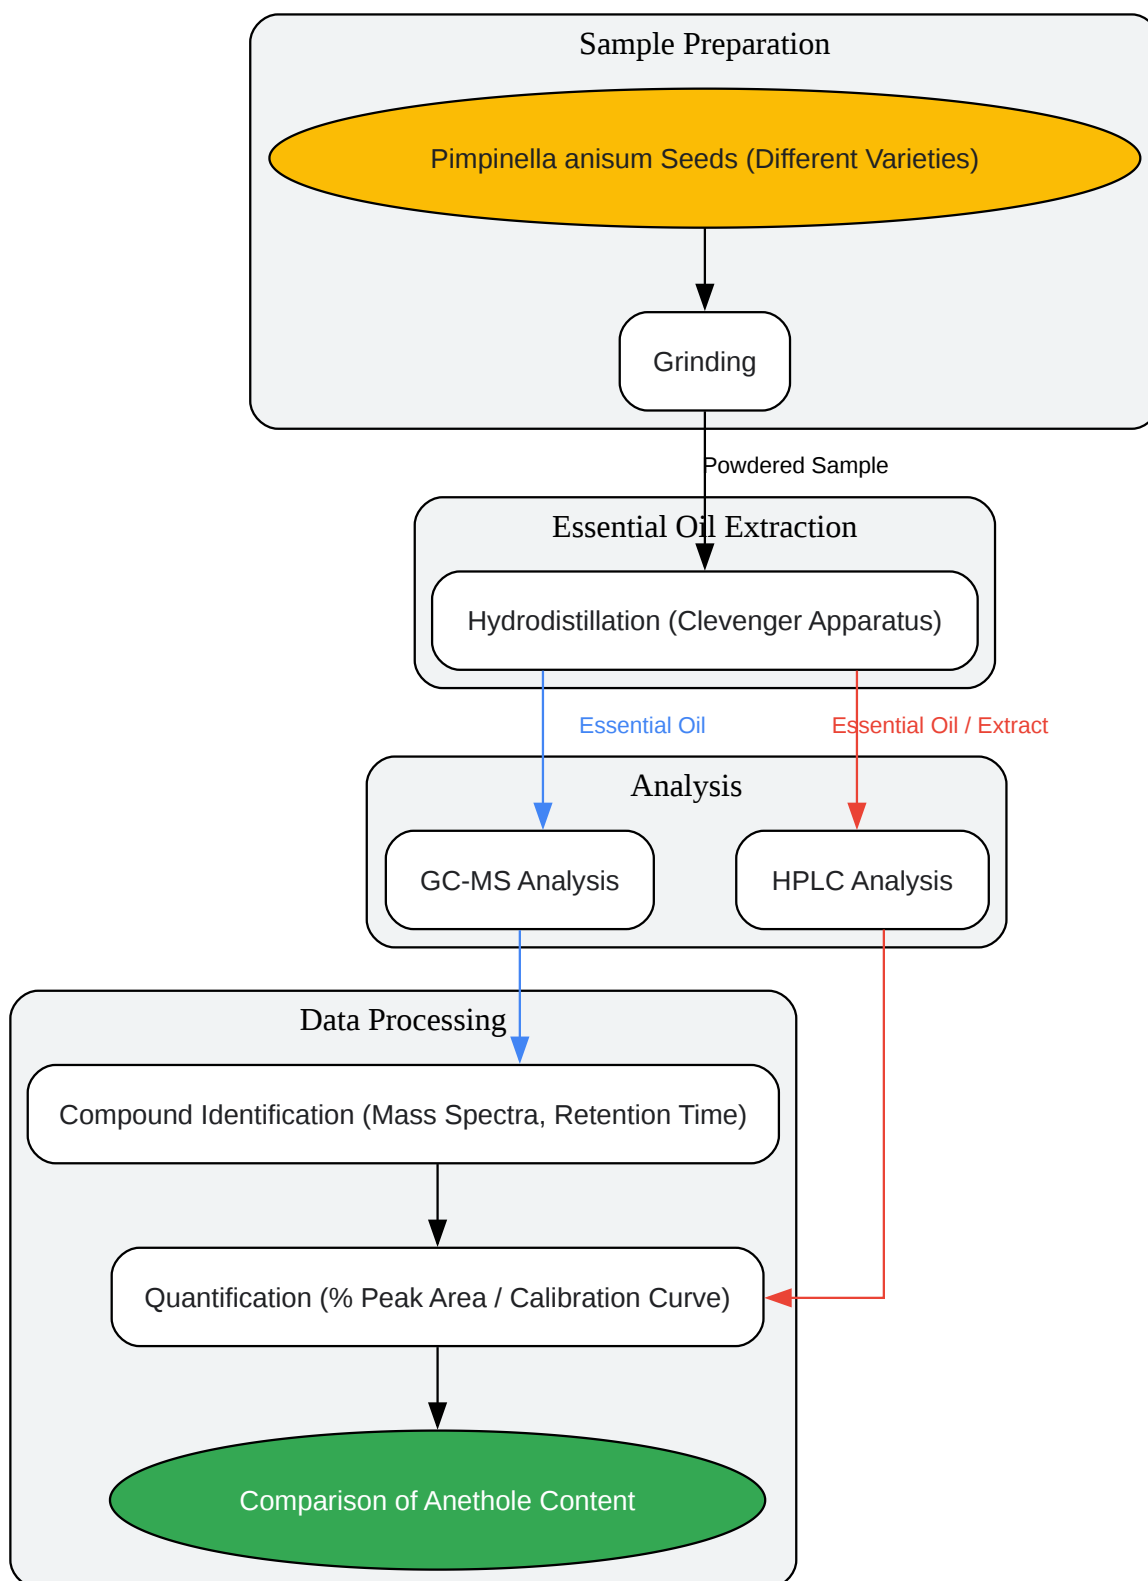 Sample Preparation
Pimpinella anisum Seeds (Different Varieties)
Grinding
Powdered Sample
Essential Oil Extraction
Hydrodistillation (Clevenger Apparatus)
Essential Oil
Essential Oil / Extract
Analysis
GC-MS Analysis
HPLC Analysis
Data Processing
Compound Identification (Mass Spectra, Retention Time)
Quantification (% Peak Area / Calibration Curve)
Comparison of Anethole Content